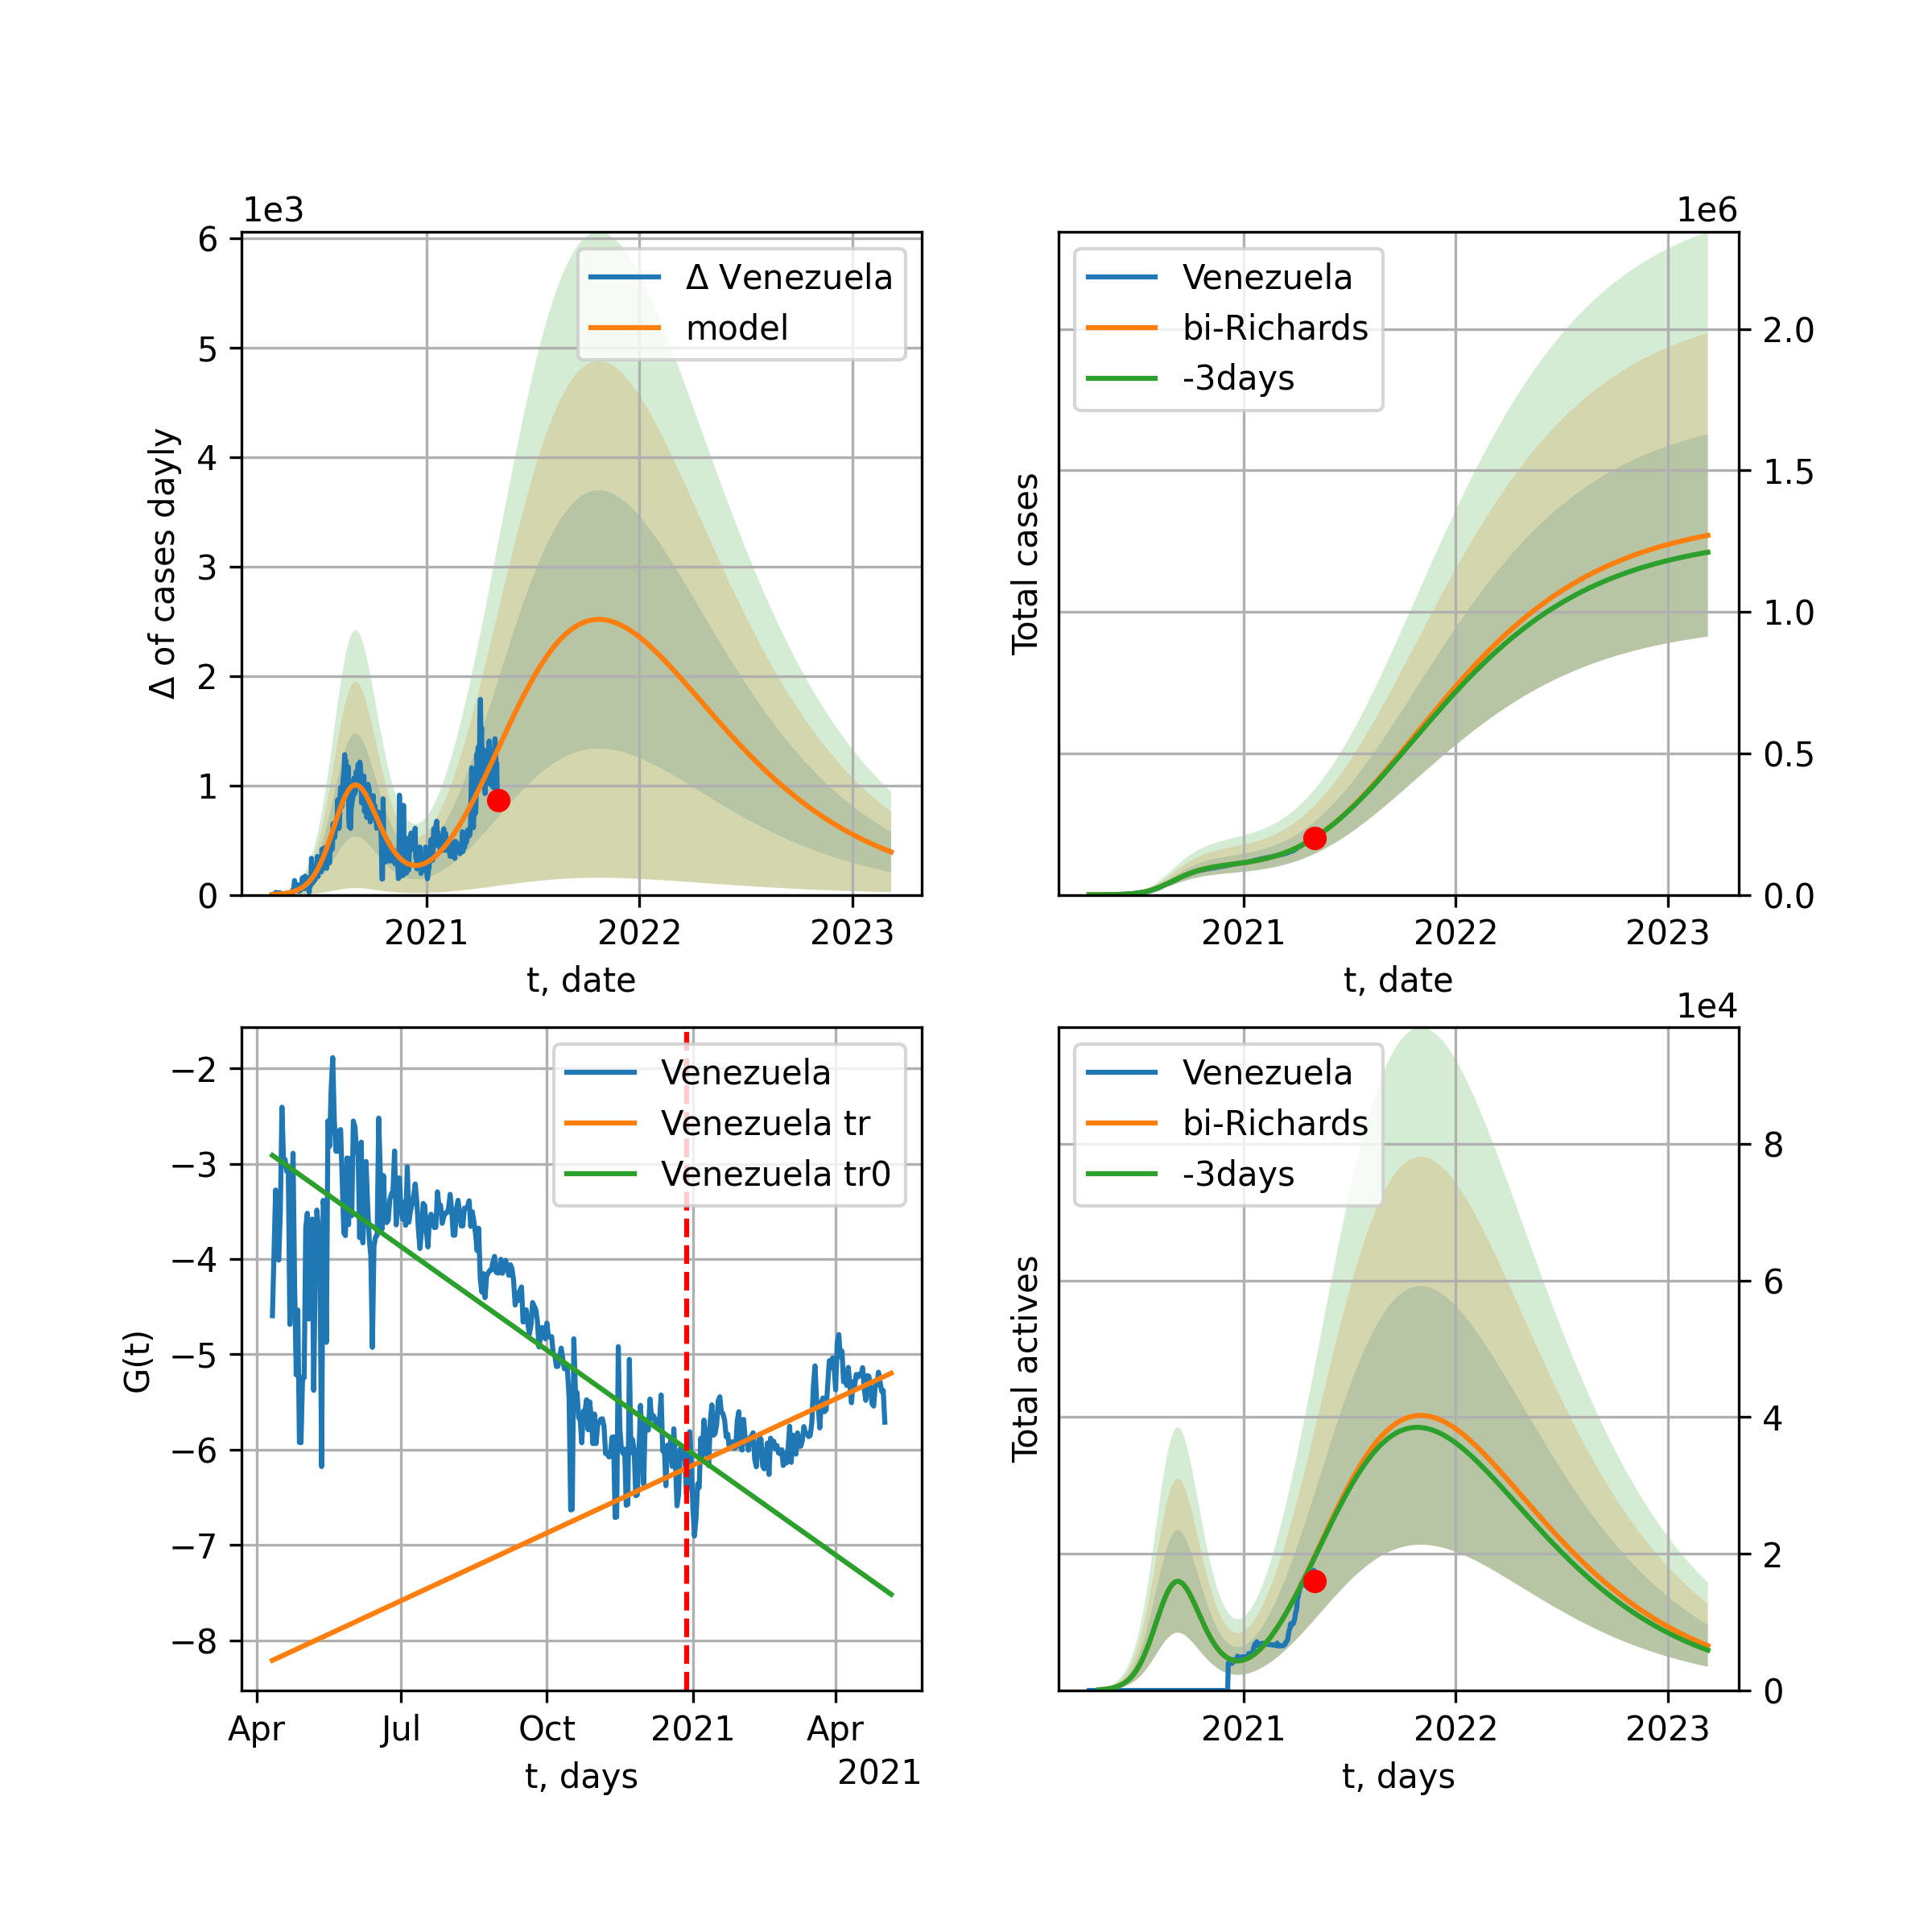 1e3
6
5
4
3
2
1
0
Δ of cases dayly
Δ Venezuela
model
2021 2022 2023
t, date
1e6
Total cases
Venezuela
bi-Richards
-3days
2.0
1.5
1.0
0.5
0.0
2021 2022 2023
t, date
−2
−3
−4
−5
−6
−7
−8
G(t)
Venezuela
Venezuela tr
Venezuela tr0
Apr Jul Oct 2021 Apr
t, days
2021
1e4
Total actives
Venezuela
bi-Richards
-3days
8
6
4
2
0
2021 2022 2023
t, days